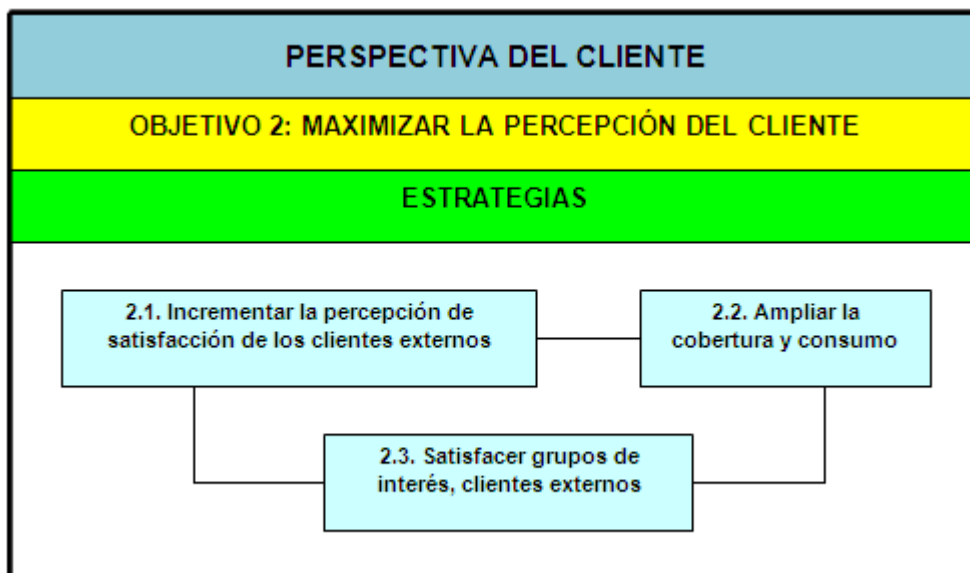 PERSPECTIVA DEL CLIENTE
OBJETIVO 2: MAXIMIZAR LA PERCEPCIÓN DEL CLIENTE
ESTRATEGIAS
2.1. Incrementar la percepción de
satisfacción de los clientes externos
2.2. Ampliar la
cobertura y consumo
2.3. Satisfacer grupos de
interés, clientes externos